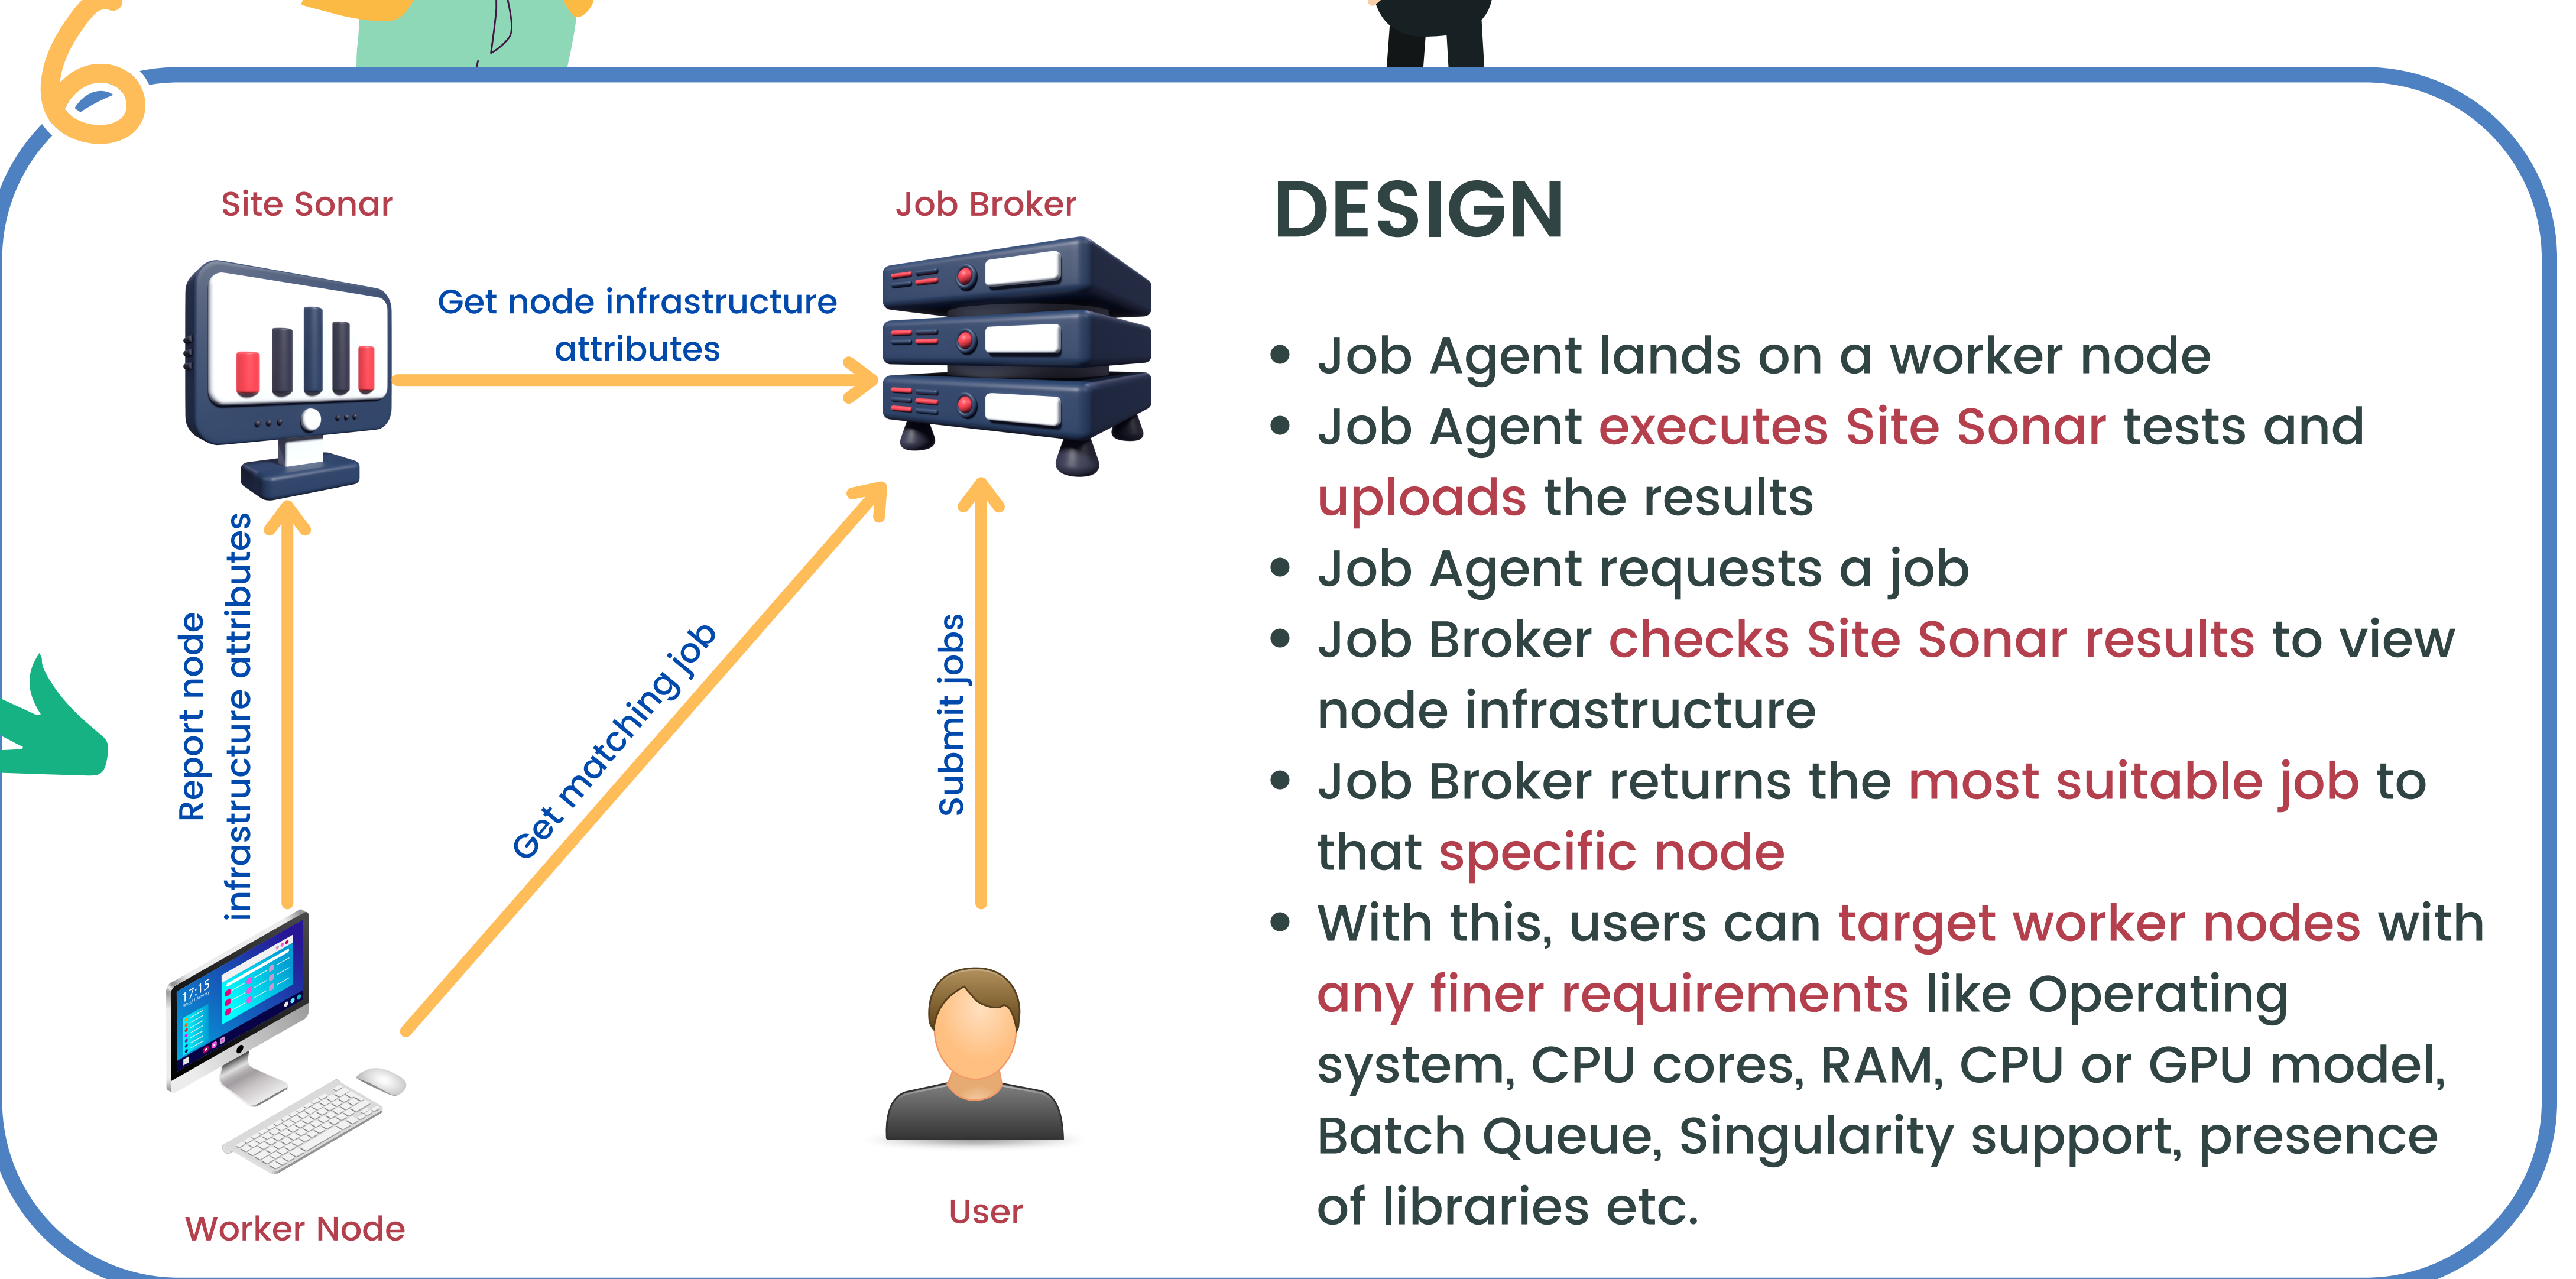 6
Site Sonar
Job Broker
Get node infrastructure
attributes
Report node
infrastructure attributes
Get matching job
Submit jobs
17:15
Worker Node
User
DESIGN
• Job Agent lands on a worker node
• Job Agent executes Site Sonar tests and
uploads the results
• Job Agent requests a job
• Job Broker checks Site Sonar results to view
node infrastructure
• Job Broker returns the most suitable job to
that specific node
• With this, users can target worker nodes with
any finer requirements like Operating
system, CPU cores, RAM, CPU or GPU model,
Batch Queue, Singularity support, presence
of libraries etc.